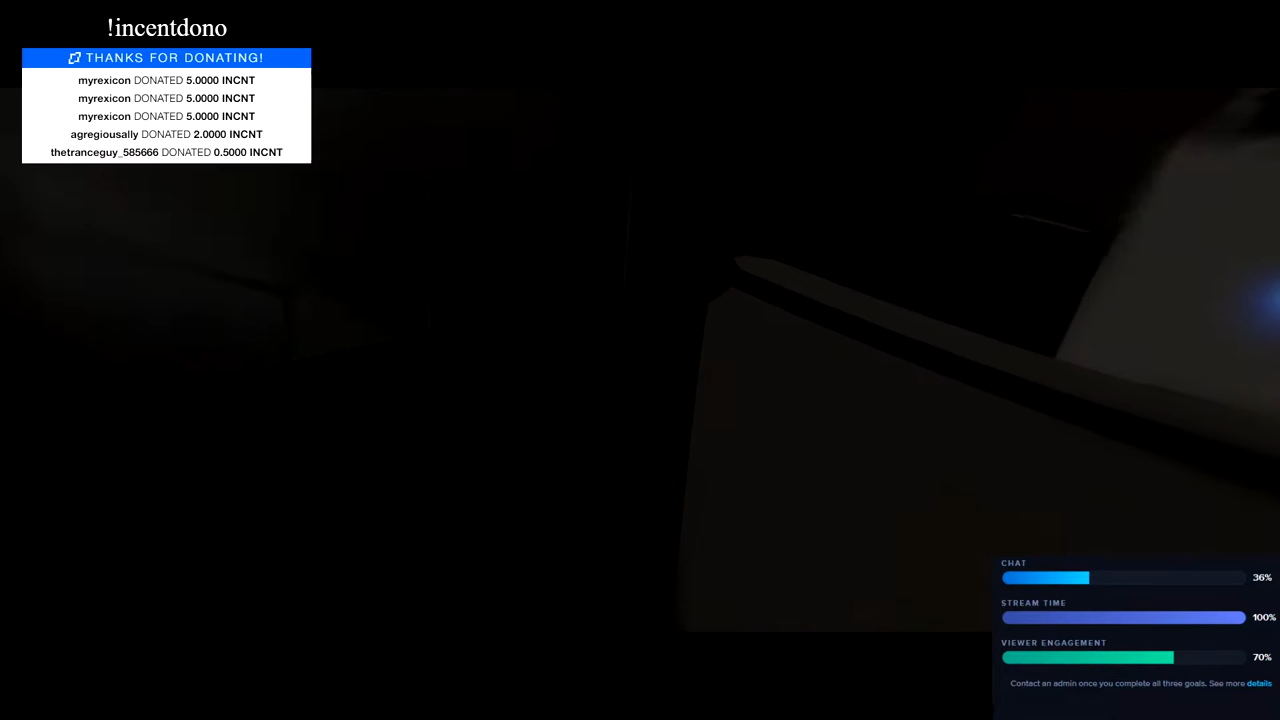 !incentdono
THANKS FOR DONATING!
myrexicon DONATED 5.0000 INCNT
myrexicon DONATED 5.0000 INCNT
myrexicon DONATED 5.0000 INCNT
agregiousally DONATED 2.0000 INCNT
thetranceguy_585666 DONATED 0.5000 INCNT
CHAT
36%
STREAM TIME
100%
VIEWER ENGAGEMENT
70%
Contact an admin once you complete all three goals. See more details